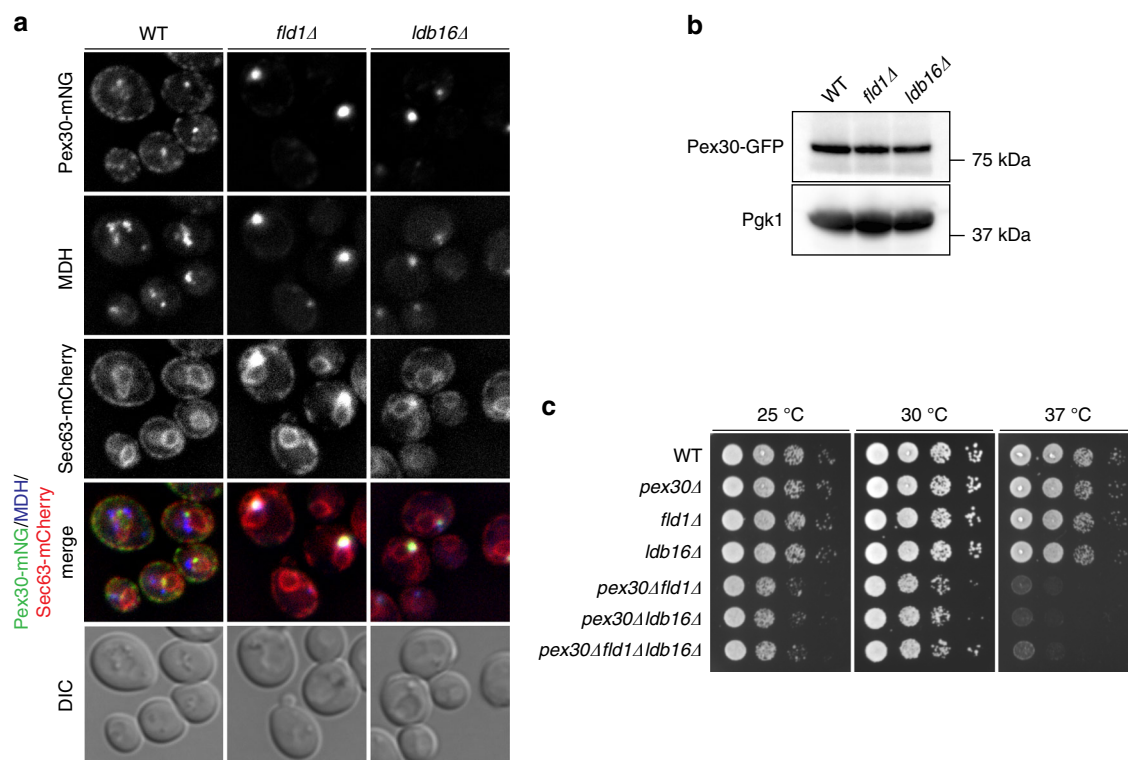 a
WT fld1Δ ldb16Δ
Pex30-mNG
MDH
Sec63-mCherry
Pex30-mNG/MDH/
Sec63-mCherry
merge
DIC
b
WT fld1Δ ldb16Δ
Pex30-GFP
75 kDa
Pgk1
37 kDa
c
25 °C 30 °C 37 °C
WT
pex30Δ
fld1Δ
ldb16Δ
pex30Δfld1Δ
pex30Δldb16Δ
pex30Δfld1Δldb16Δ